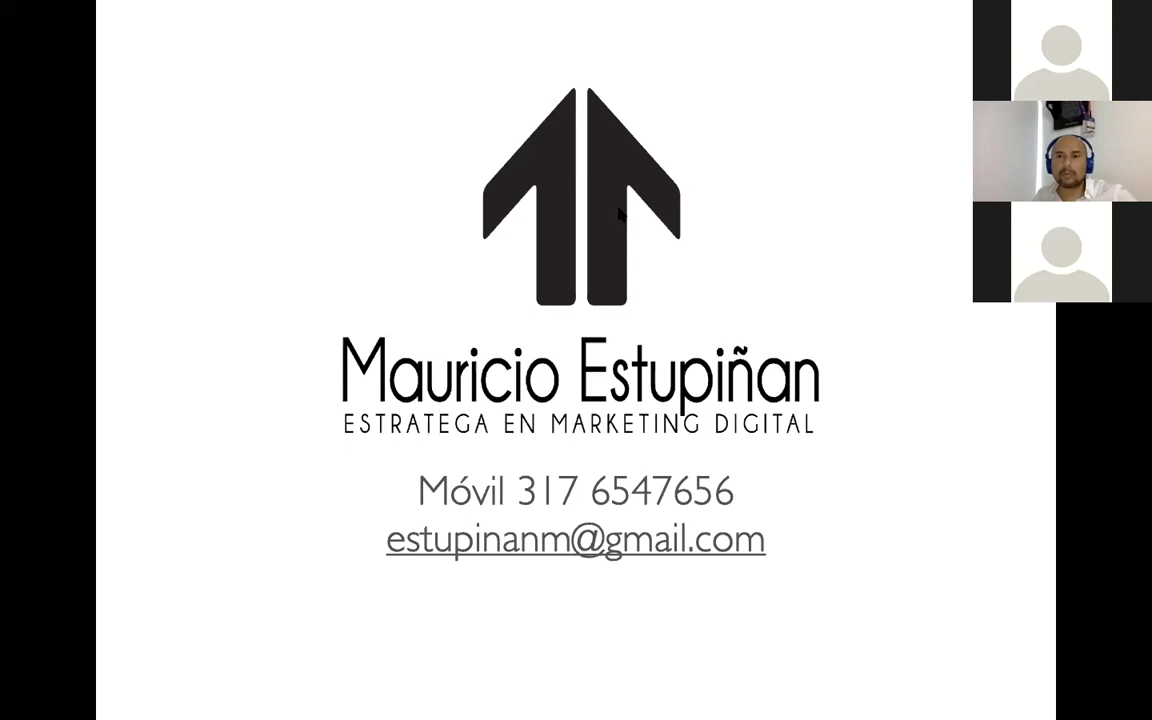 Mauricio Estupiñan
ESTRATEGA EN MARKETING DIGITAL
Móvil 317 6547656
estupinanm@gmail.com